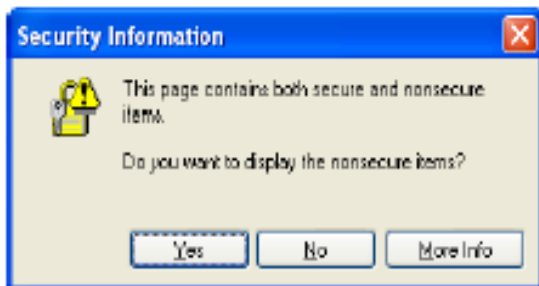 Security Information
This page contains both secure and nonsecure
items.
Do you want to display the nonsecure items?
Yes
No
More Info